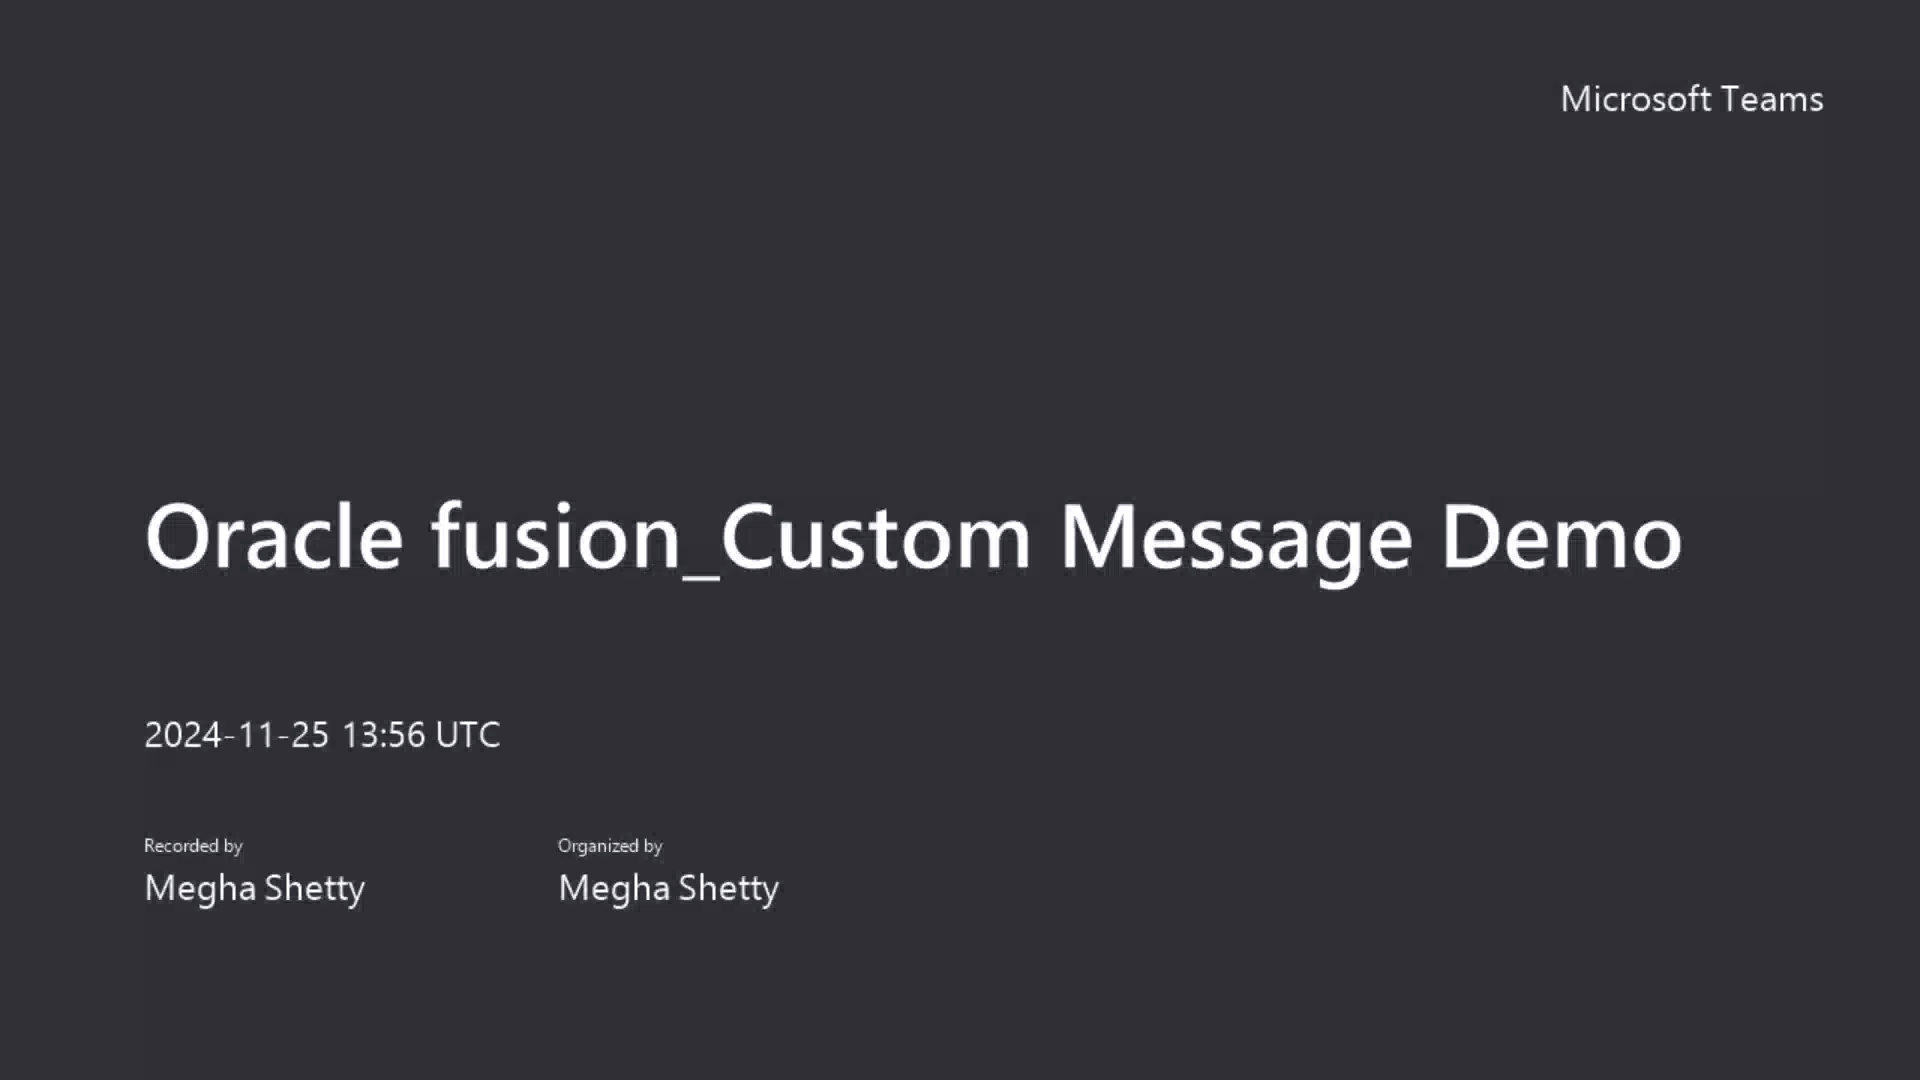 Microsoft Teams
Oracle fusion_Custom Message Demo
2024-11-25 13:56 UTC
Recorded by
Megha Shetty
Organized by
Megha Shetty